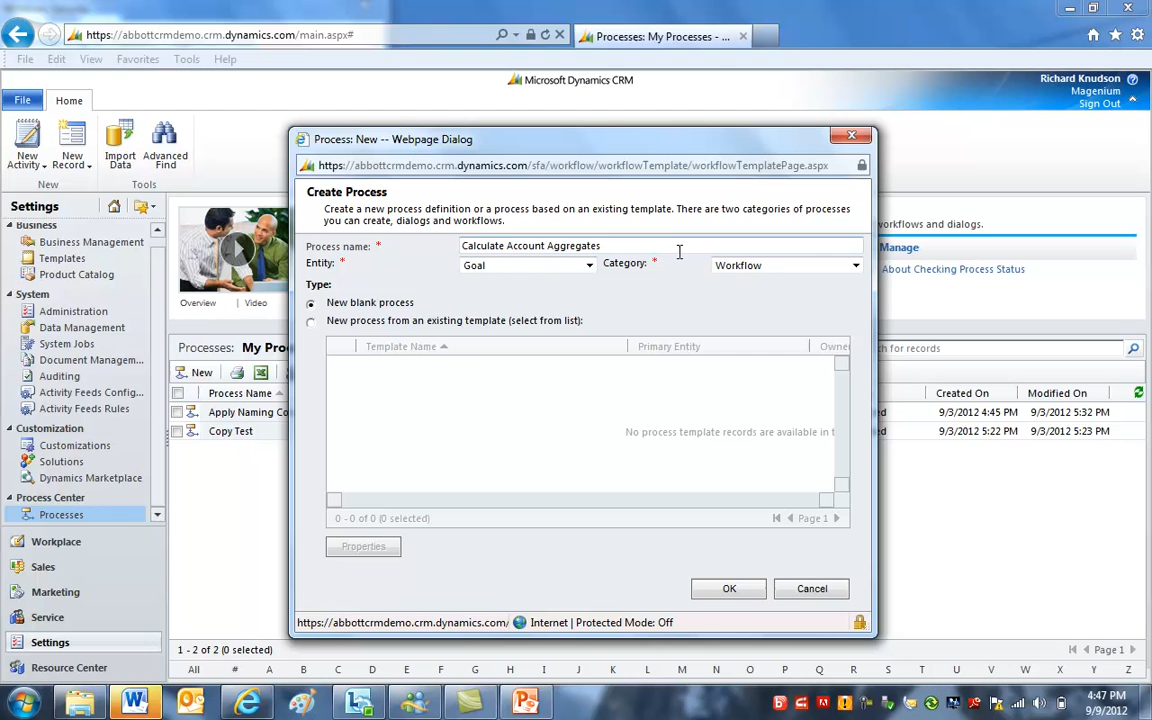 https://abbottcrmdemo.crm.dynamics.com/main.aspx#
Processes: My Processes - ...
File Edit View Favorites Tools Help
Microsoft Dynamics CRM
Richard Knudson
Magenium
Sign Out
File Home
New Activity New Record Import Data Advanced Find
New Tools
Settings
Business
Business Management
Templates
Product Catalog
System
Administration
Data Management
System Jobs
Document Managem...
Auditing
Activity Feeds Config...
Activity Feeds Rules
Customization
Customizations
Solutions
Dynamics Marketplace
Process Center
Processes
Workplace
Sales
Marketing
Service
Settings
Resource Center
Overview Video
workflows and dialogs.
Manage
About Checking Process Status
Processes: My Pro
ch for records
New
Process Name Created On Modified On
Apply Naming Co ed 9/3/2012 4:45 PM 9/3/2012 5:32 PM
Copy Test ed 9/3/2012 5:22 PM 9/3/2012 5:23 PM
Process: New -- Webpage Dialog
https://abbottcrmdemo.crm.dynamics.com/sfa/workflow/workflowTemplate/workflowTemplatePage.aspx
Create Process
Create a new process definition or a process based on an existing template. There are two categories of processes
you can create, dialogs and workflows.
Process name: * Calculate Account Aggregates
Entity: * Goal Category: * Workflow
Type:
New blank process
New process from an existing template (select from list):
Template Name Primary Entity Owner
No process template records are available in t
0 - 0 of 0 (0 selected) Page 1
Properties
OK Cancel
https://abbottcrmdemo.crm.dynamics.com/ Internet | Protected Mode: Off
1 - 2 of 2 (0 selected) Page 1
All # A B C D E F G H I J K L M N O P Q R S T U V W X Y Z
4:47 PM
9/9/2012